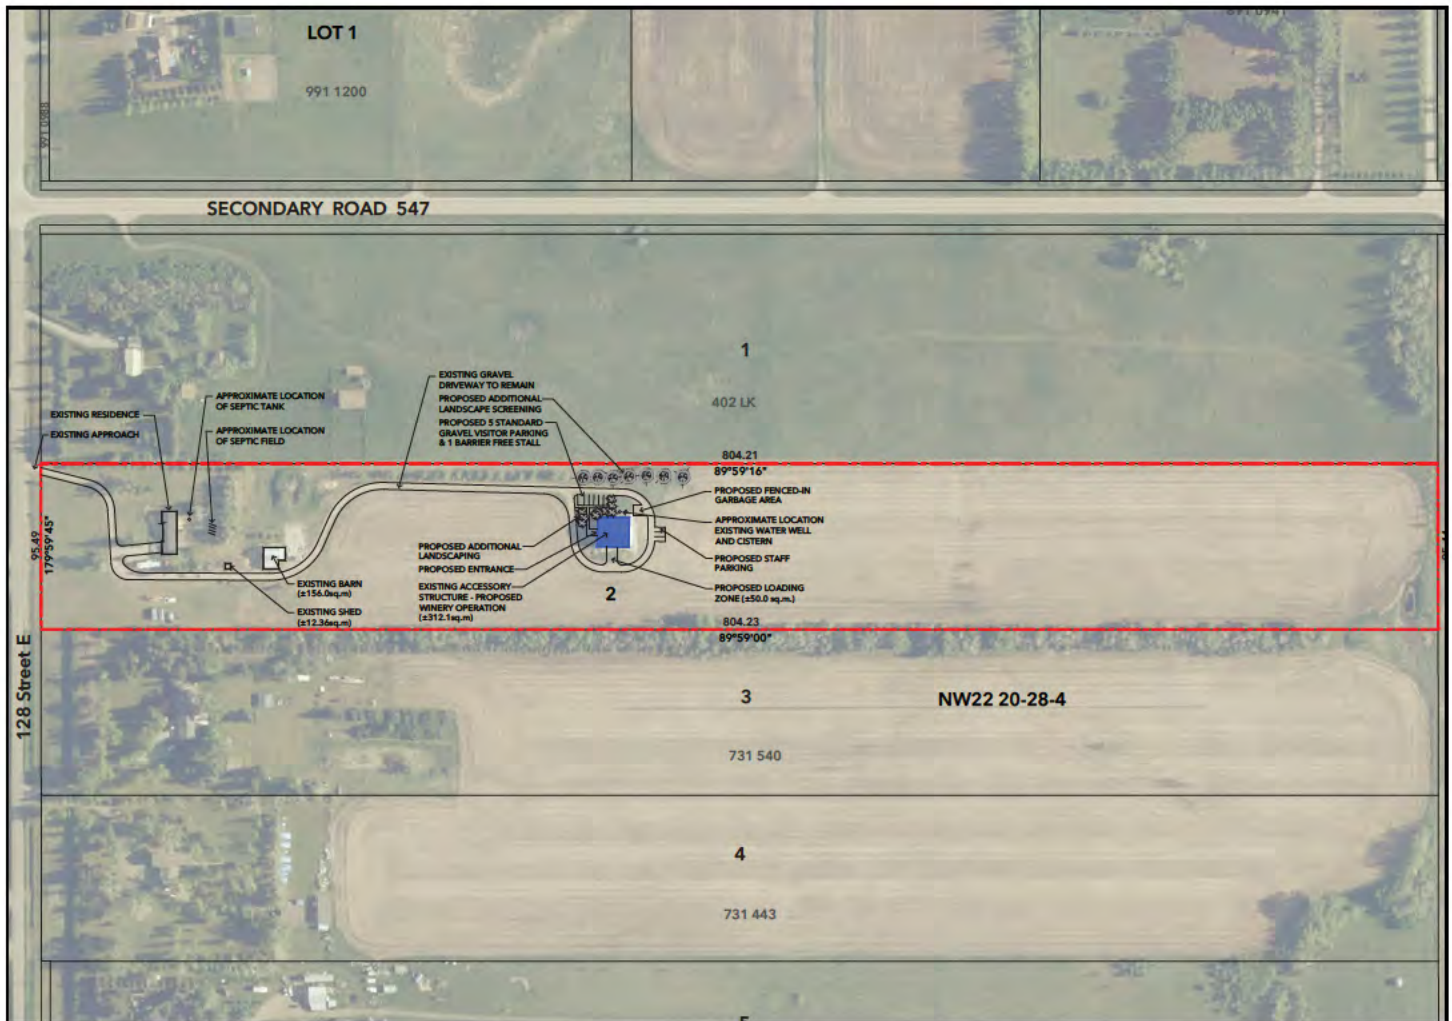 LOT 1
991 1200
991 0988
SECONDARY ROAD 547
1
402 LK
EXISTING GRAVEL
DRIVEWAY TO REMAIN
PROPOSED ADDITIONAL
LANDSCAPE SCREENING
PROPOSED 5 STANDARD
GRAVEL VISITOR PARKING
& 1 BARRIER FREE STALL
APPROXIMATE LOCATION
OF SEPTIC TANK
EXISTING RESIDENCE
EXISTING APPROACH
APPROXIMATE LOCATION
OF SEPTIC FIELD
804.21
89°59'16"
PROPOSED FENCED-IN
GARBAGE AREA
APPROXIMATE LOCATION
EXISTING WATER WELL
AND CISTERN
PROPOSED STAFF
PARKING
PROPOSED LOADING
ZONE (±50.0 sq.m.)
95.49
179°59'45"
PROPOSED ADDITIONAL
LANDSCAPING
PROPOSED ENTRANCE
EXISTING ACCESSORY
STRUCTURE - PROPOSED
WINERY OPERATION
(±312.1sq.m)
EXISTING BARN
(±156.0sq.m)
EXISTING SHED
(±12.36sq.m)
2
804.23
89°59'00"
128 Street E
3
NW22 20-28-4
731 540
4
731 443